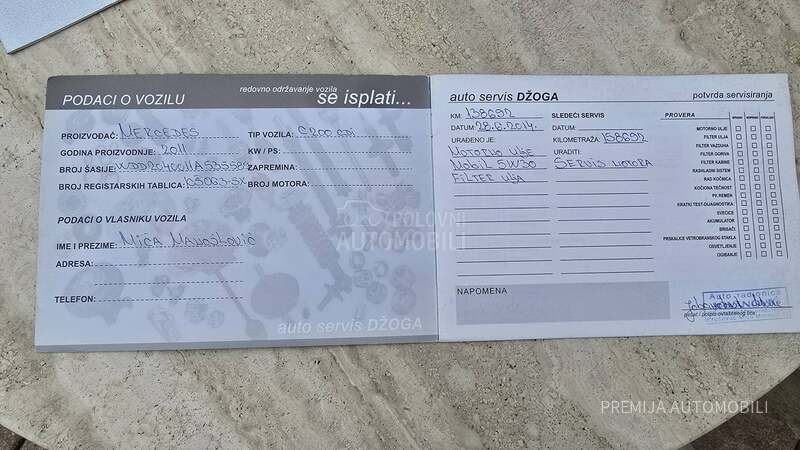 redovno održavanje vozila
PODACI O VOZILU se isplati...
PROIZVOĐAČ: MERCEDES TIP VOZILA: C200 CDI
GODINA PROIZVODNJE: 2011 KW / PS:
BROJ ŠASIJE: ZAPREMINA:
BROJ REGISTARSKIH TABLICA: BROJ MOTORA:
PODACI O VLASNIKU VOZILA
IME I PREZIME: MIĆA
ADRESA:
TELEFON:
auto servis DŽOGA
auto servis DŽOGA potvrda servisiranja
KM: 138692 SLEDEĆI SERVIS PROVERA
DATUM: 28.6.2014. DATUM:
URAĐENO JE: KILOMETRAŽA: 158692
MOTORNO ULJE URADITI:
MOBIL 5W30 SERVIS MOTORA
FILTER ULJA
MOTORNO ULJE
FILTER ULJA
FILTER VAZDUHA
FILTER GORIVA
FILTER KABINE
RASHLADNI SISTEM
RAD KOČNICA
KOČIONA TEČNOST
PK REMEN
KRATKI TEST-DIJAGNOSTIKA
SVEĆICE
AKUMULATOR
BRISAČI
PRSKALICE VETROBRANSKOG STAKLA
OSVETLJENJE
OGIBANJE
NAPOMENA
Auto radionica
POLOVNI
AUTOMOBILI
PREMIJA AUTOMOBILI